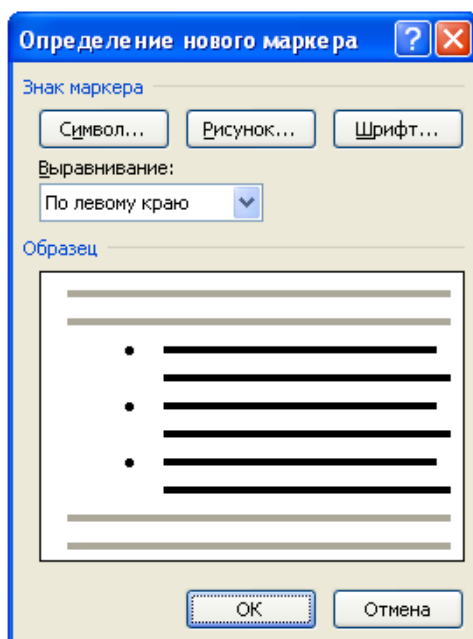 Определение нового маркера
Знак маркера
Символ... Рисунок... Шрифт...
Выравнивание:
По левому краю
Образец
ОК Отмена